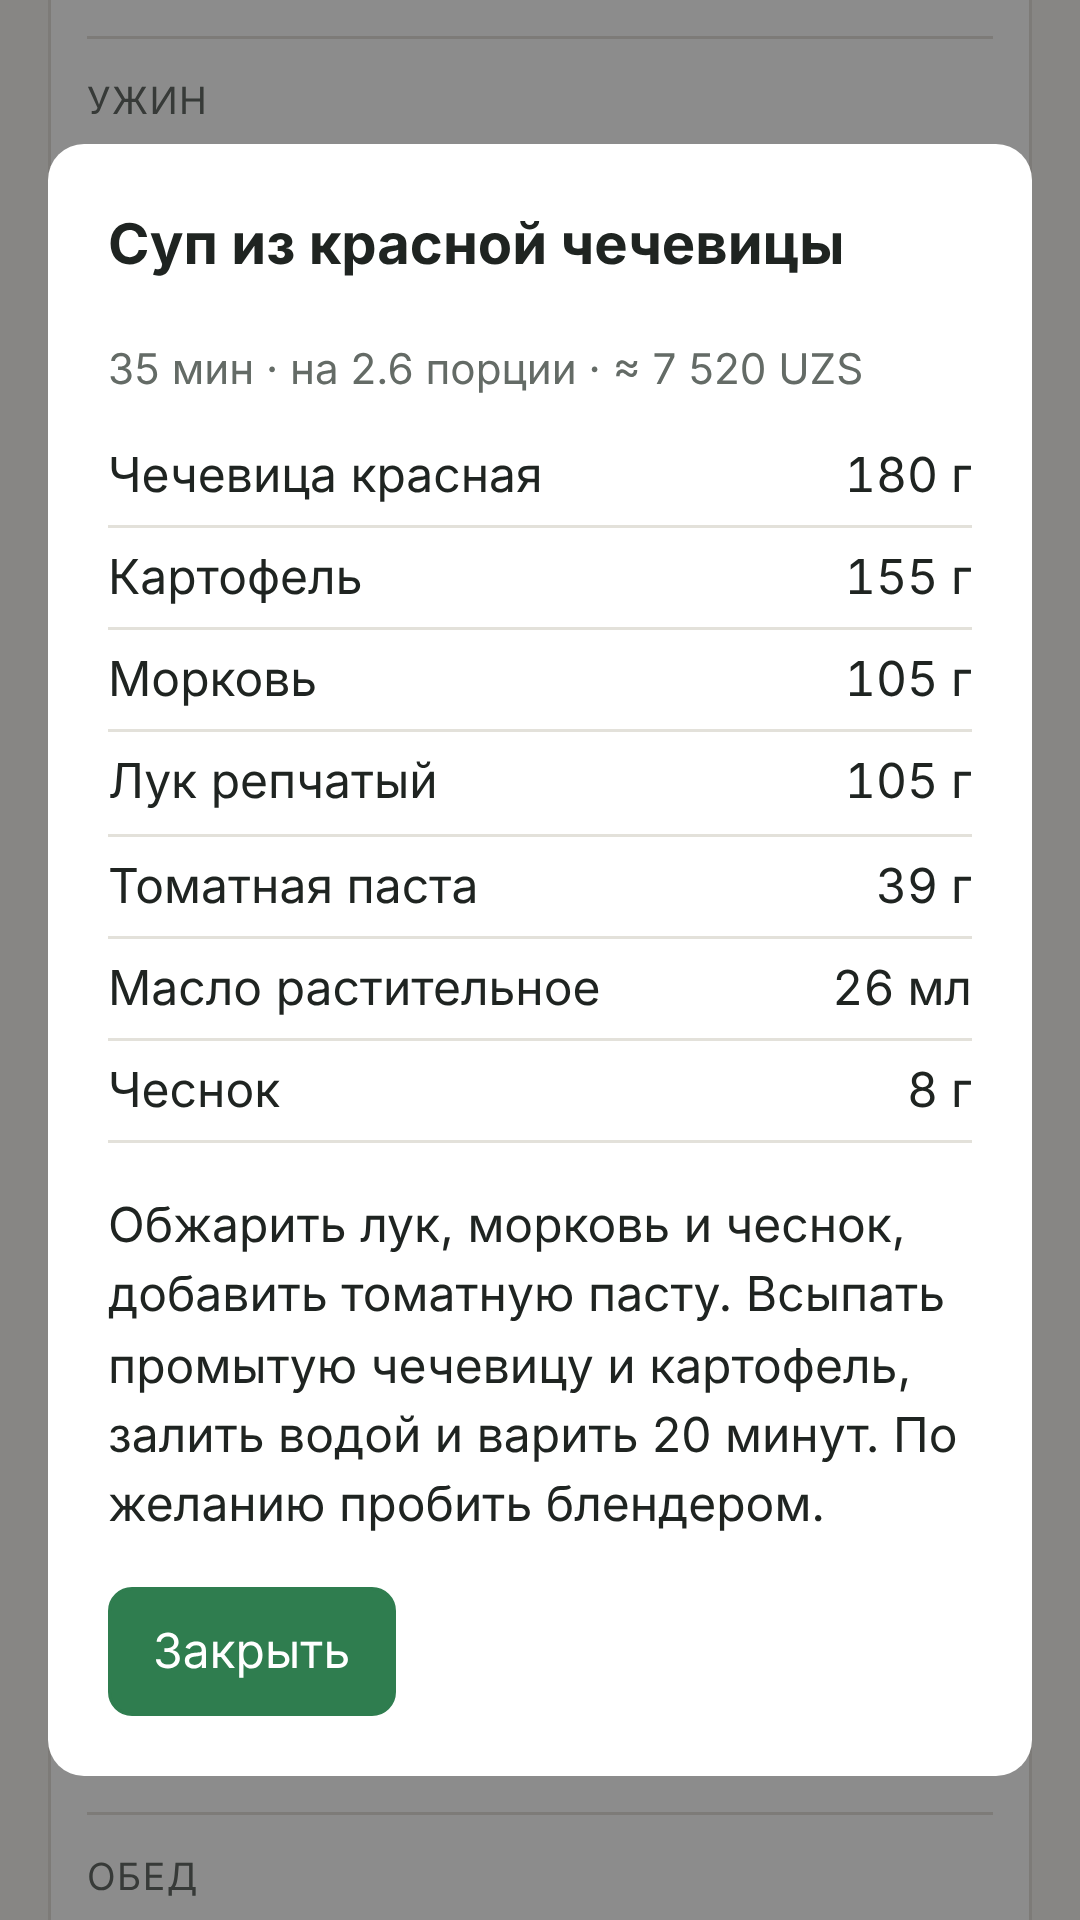 УЖИН
Суп из красной чечевицы
35 мин · на 2.6 порции · ≈ 7 520 UZS
Чечевица красная 180 г
Картофель 155 г
Морковь 105 г
Лук репчатый 105 г
Томатная паста 39 г
Масло растительное 26 мл
Чеснок 8 г
Обжарить лук, морковь и чеснок,
добавить томатную пасту. Всыпать
промытую чечевицу и картофель,
залить водой и варить 20 минут. По
желанию пробить блендером.
Закрыть
ОБЕД